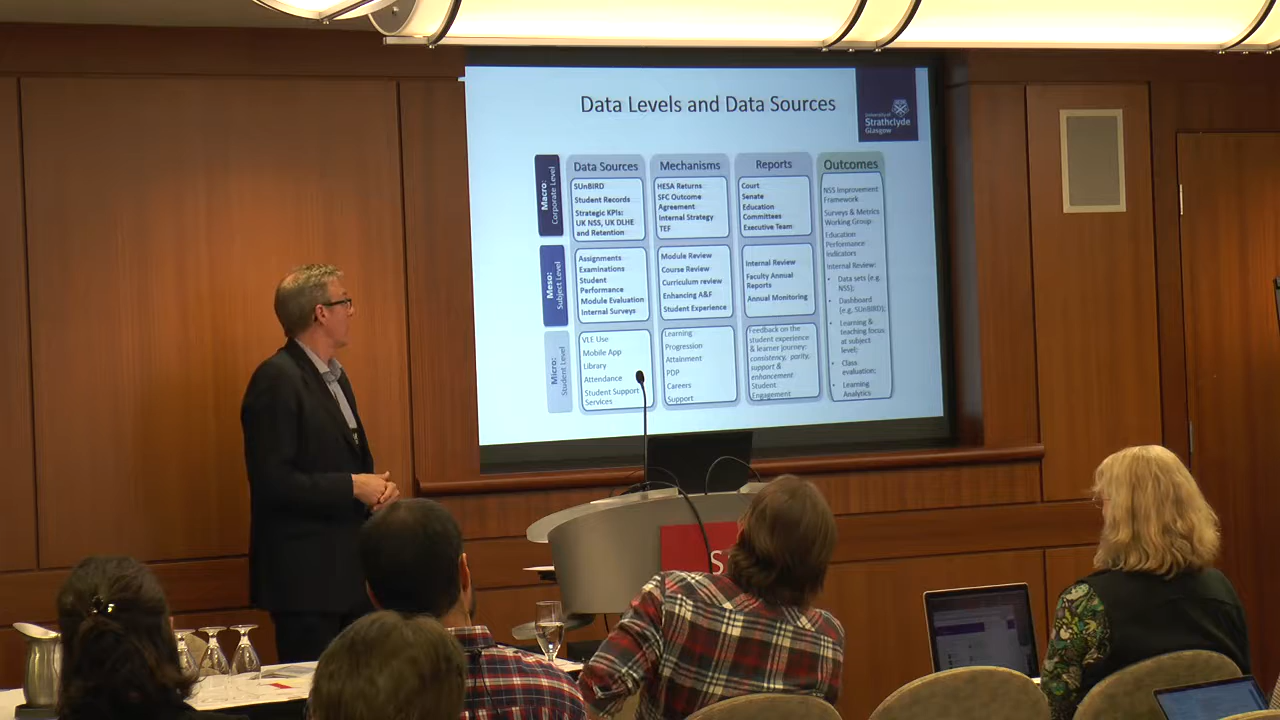 Data Levels and Data Sources
University of
Strathclyde
Glasgow
Data Sources
Mechanisms
Reports
Outcomes
Macro:
Corporate Level
SUnBIRD
Student Records
Strategic KPIs:
UK NSS, UK DLHE
and Retention
HESA Returns
SFC Outcome
Agreement
Internal Strategy
TEF
Court
Senate
Education
Committees
Executive Team
Meso:
Subject Level
Assignments
Examinations
Student
Performance
Module Evaluation
Internal Surveys
Module Review
Course Review
Curriculum review
Enhancing A&F
Student Experience
Internal Review
Faculty Annual
Reports
Annual Monitoring
Micro:
Student Level
VLE Use
Mobile App
Library
Attendance
Student Support
Services
Learning
Progression
Attainment
PDP
Careers
Support
Feedback on the
student experience
& learner journey:
consistency, parity,
support &
enhancement
Student
Engagement
NSS Improvement
Framework
Surveys & Metrics
Working Group
Education
Performance
Indicators
Internal Review:
• Data sets (e.g.
NSS);
• Dashboard
(e.g. SUnBIRD);
• Learning &
teaching focus
at subject
level;
• Class
evaluation;
• Learning
Analytics